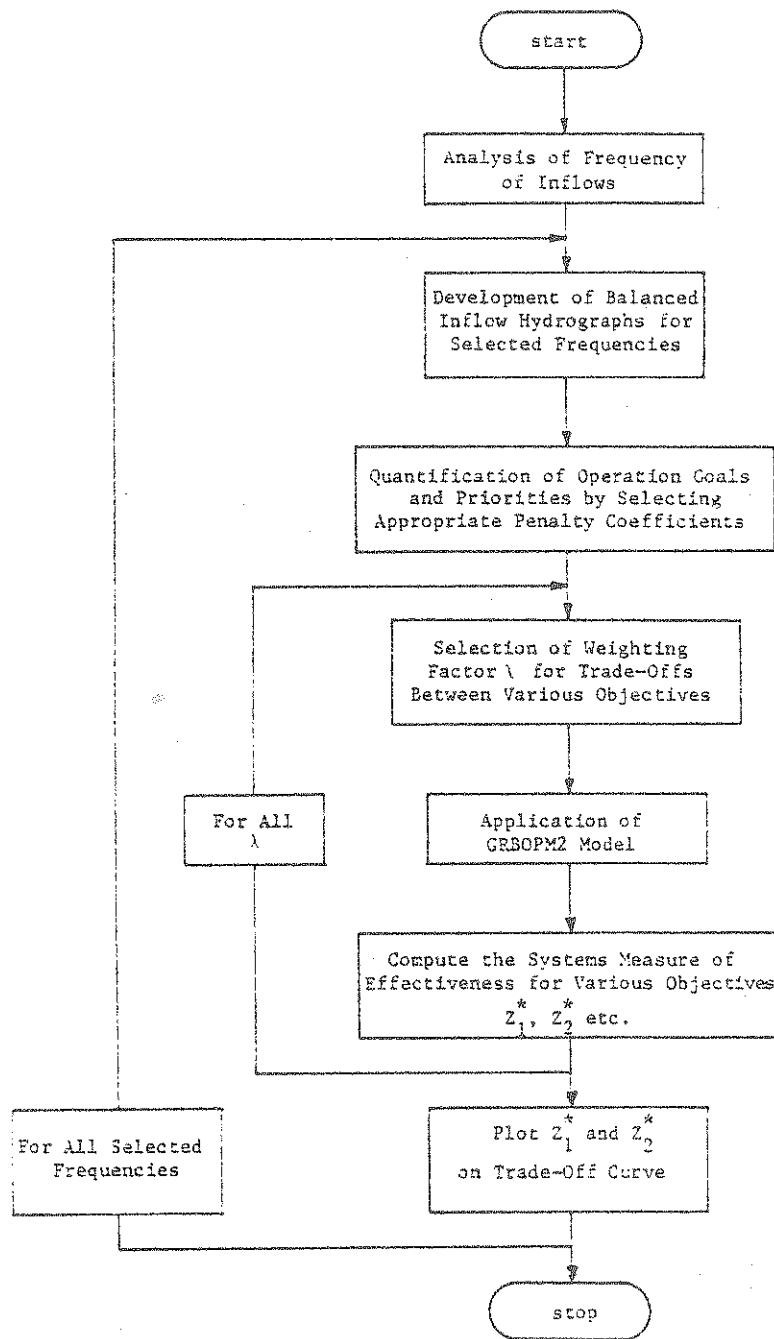 start
Analysis of Frequency
of Inflows
Development of Balanced
Inflow Hydrographs for
Selected Frequencies
Quantification of Operation Goals
and Priorities by Selecting
Appropriate Penalty Coefficients
Selection of Weighting
Factor λ for Trade-Offs
Between Various Objectives
For All
λ
Application of
GRBOPM2 Model
Compute the Systems Measure of
Effectiveness for Various Objectives
Z₁*, Z₂* etc.
For All Selected
Frequencies
Plot Z₁* and Z₂*
on Trade-Off Curve
stop